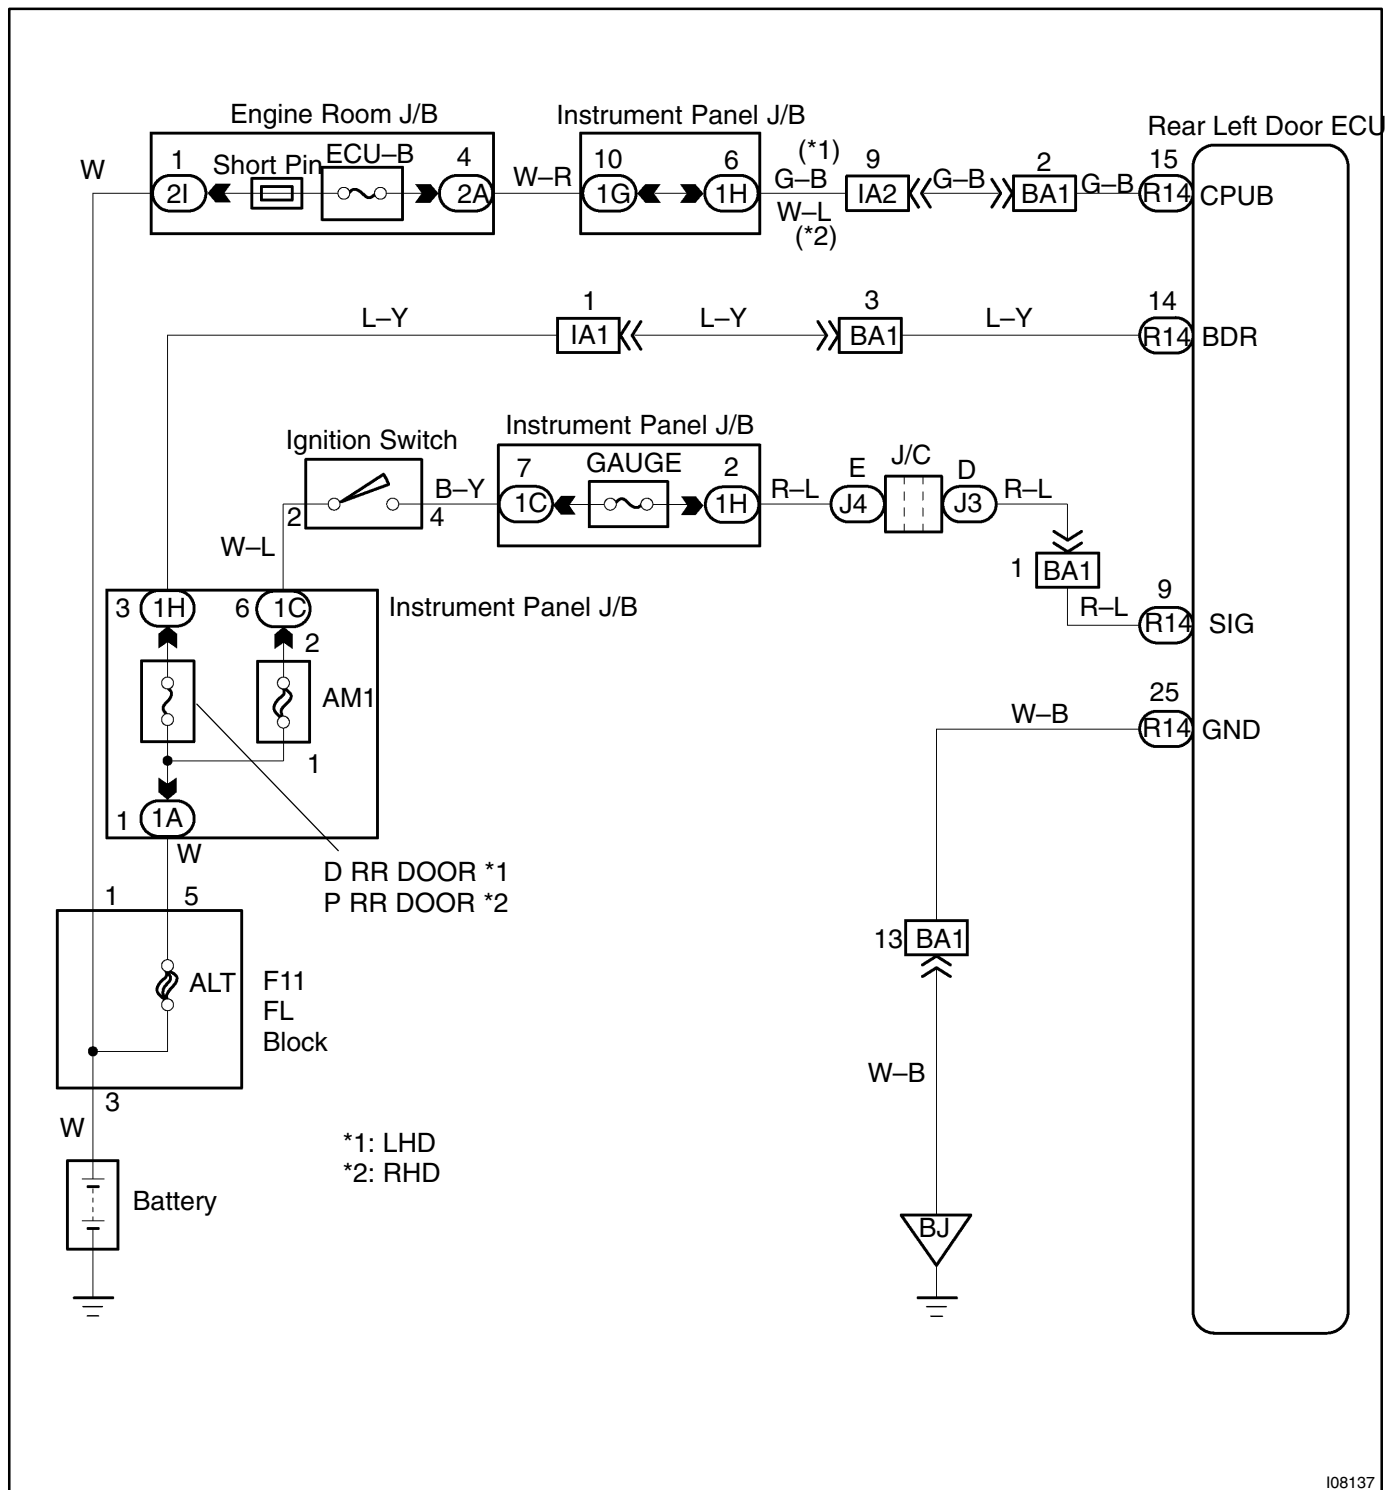 Engine Room J/B
Instrument Panel J/B
Rear Left Door ECU
W
1
Short Pin
ECU–B
4
2I
2A
W–R
10
6
1G
1H
(*1)
G–B
W–L
(*2)
9
IA2
G–B
2
BA1
G–B
15
R14
CPUB
L–Y
1
IA1
L–Y
3
BA1
L–Y
14
R14
BDR
Ignition Switch
2
4
B–Y
W–L
Instrument Panel J/B
7
GAUGE
2
1C
1H
R–L
E
J/C
D
J4
J3
R–L
1
BA1
R–L
9
R14
SIG
3
1H
6
1C
Instrument Panel J/B
2
AM1
1
1
1A
W
D RR DOOR *1
P RR DOOR *2
25
R14
GND
W–B
13
BA1
W–B
BJ
1
5
ALT
F11
FL
Block
3
W
Battery
*1: LHD
*2: RHD
I08137